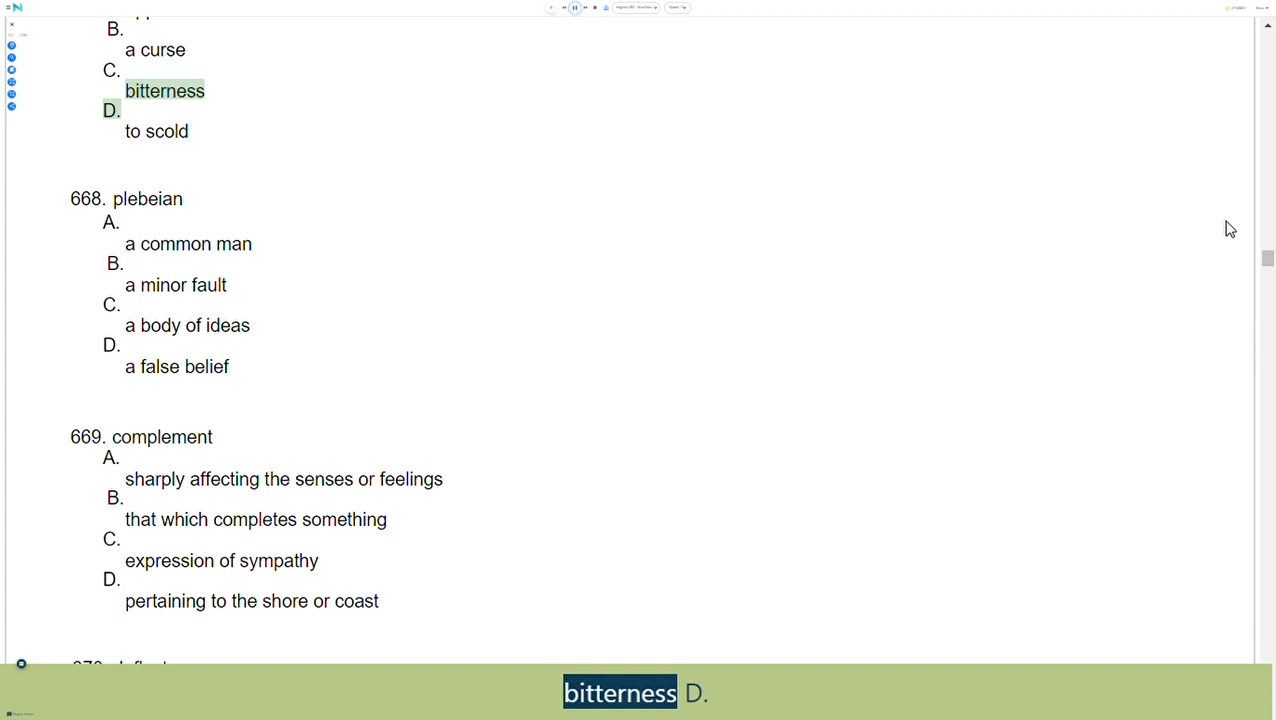 B.
a curse
C.
bitterness
D.
to scold
668. plebeian
A.
a common man
B.
a minor fault
C.
a body of ideas
D.
a false belief
669. complement
A.
sharply affecting the senses or feelings
B.
that which completes something
C.
expression of sympathy
D.
pertaining to the shore or coast
bitterness D.